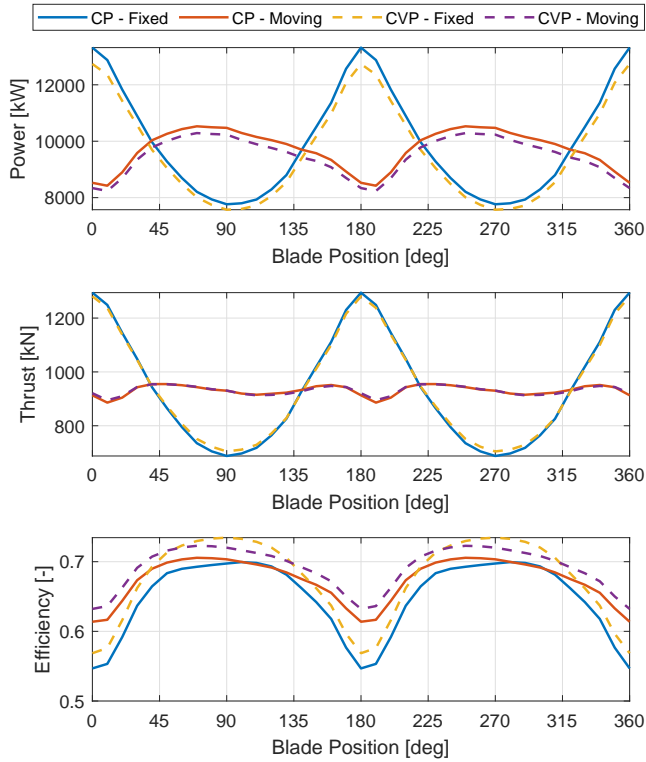 CP - Fixed CP - Moving CVP - Fixed CVP - Moving
Power [kW]
12000
10000
8000
0 45 90 135 180 225 270 315 360
Blade Position [deg]
Thrust [kN]
1200
1000
800
0 45 90 135 180 225 270 315 360
Blade Position [deg]
Efficiency [-]
0.7
0.6
0.5
0 45 90 135 180 225 270 315 360
Blade Position [deg]